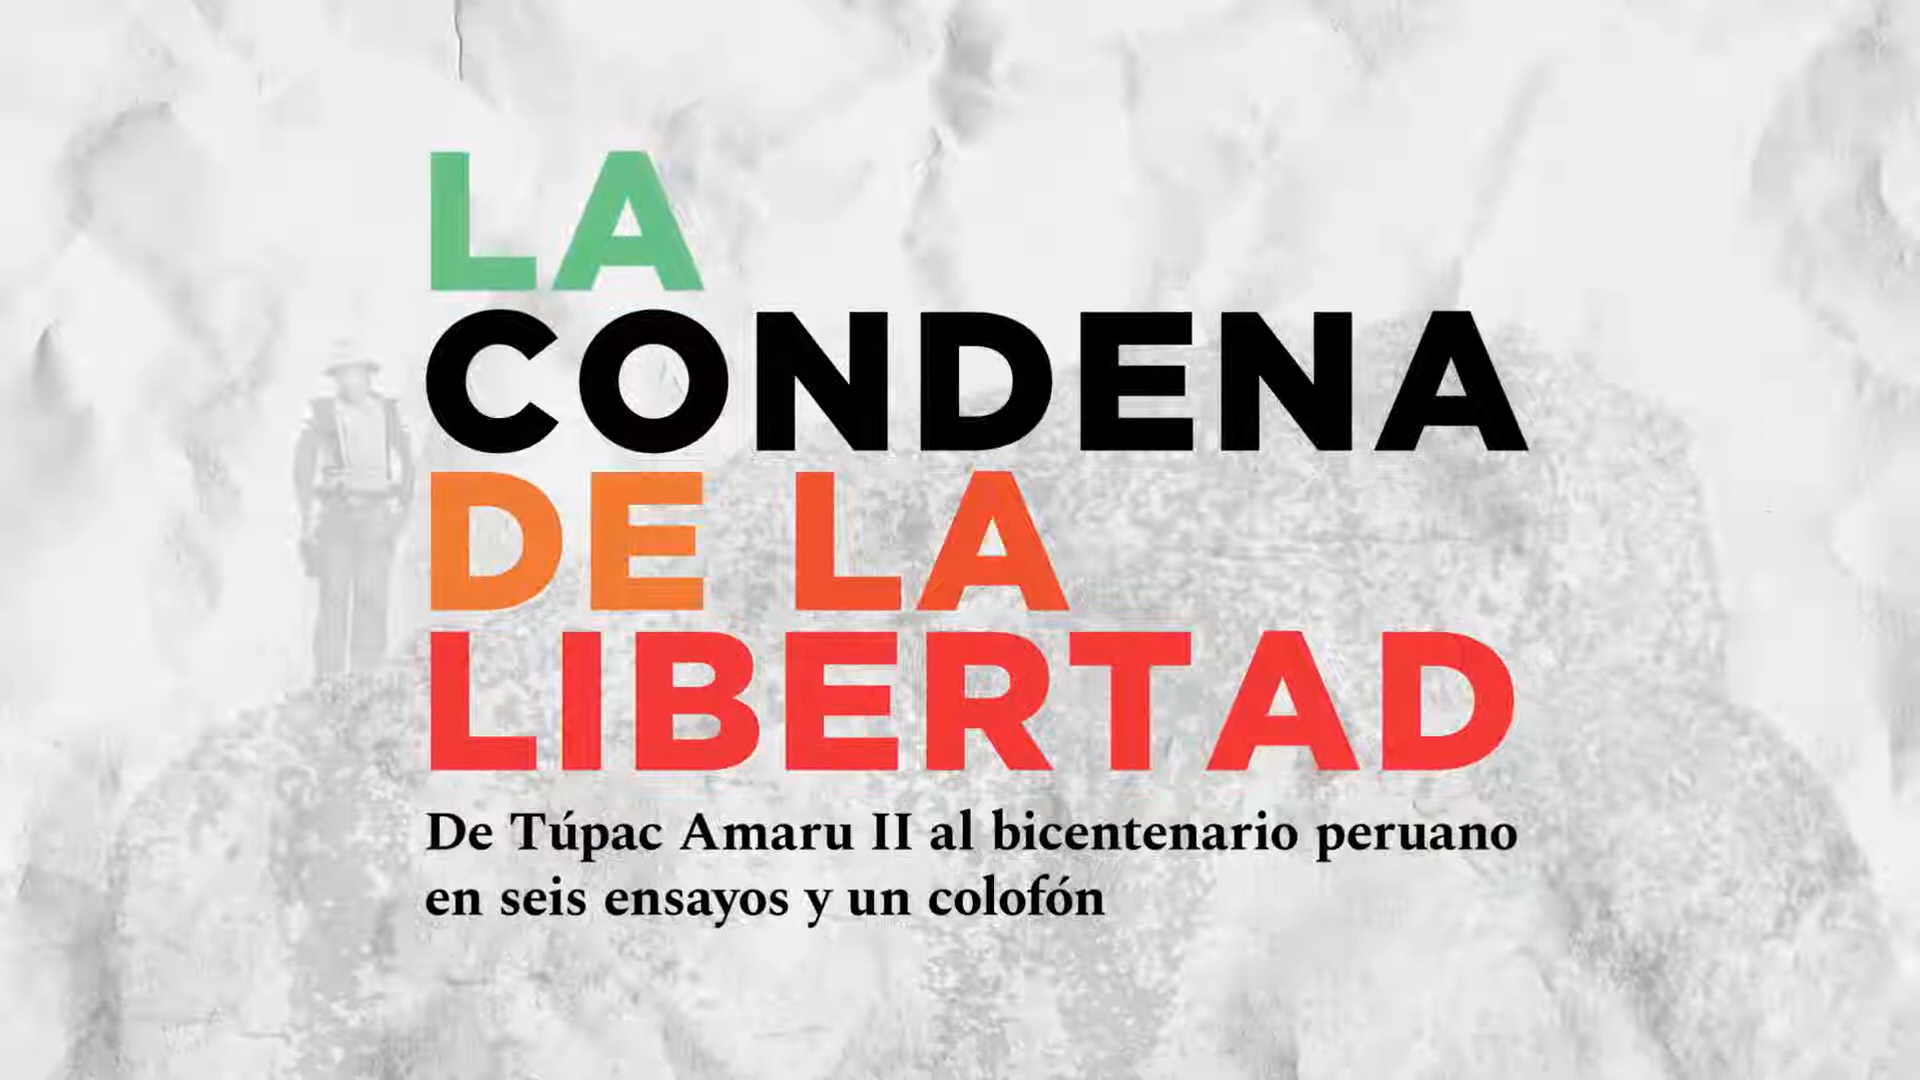 LA
CONDENA
DE LA
LIBERTAD
De Túpac Amaru II al bicentenario peruano
en seis ensayos y un colofón